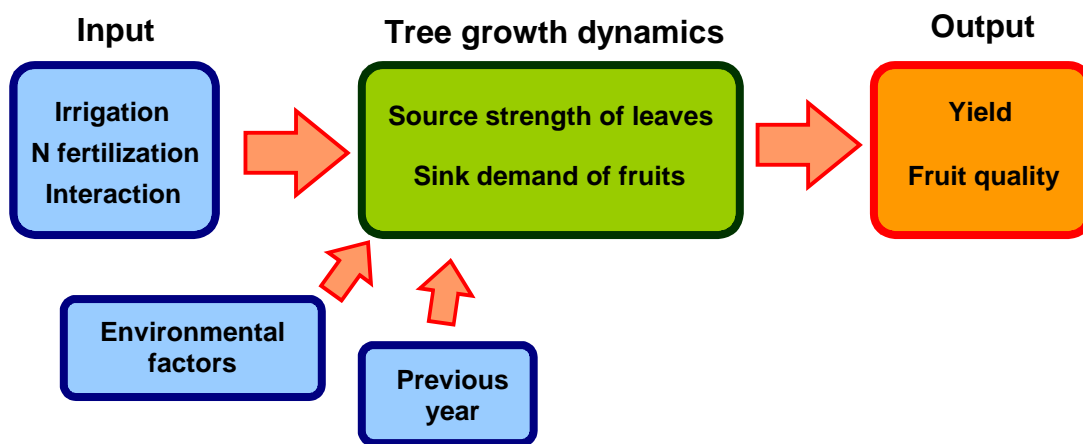 Input
Irrigation
N fertilization
Interaction
Tree growth dynamics
Source strength of leaves
Sink demand of fruits
Output
Yield
Fruit quality
Environmental
factors
Previous
year